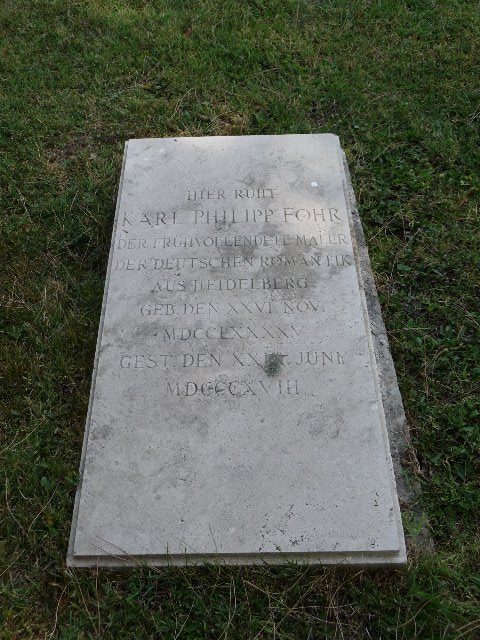 HIER RUHT
KARL PHILIPP FOHR
DER FRÜHVOLLENDETE MALER
DER DEUTSCHEN ROMANTIK
AUS HEIDELBERG
GEB. DEN XXVI. NOV.
MDCCLXXXXV
GEST. DEN JUNI
MDCCCXVIII